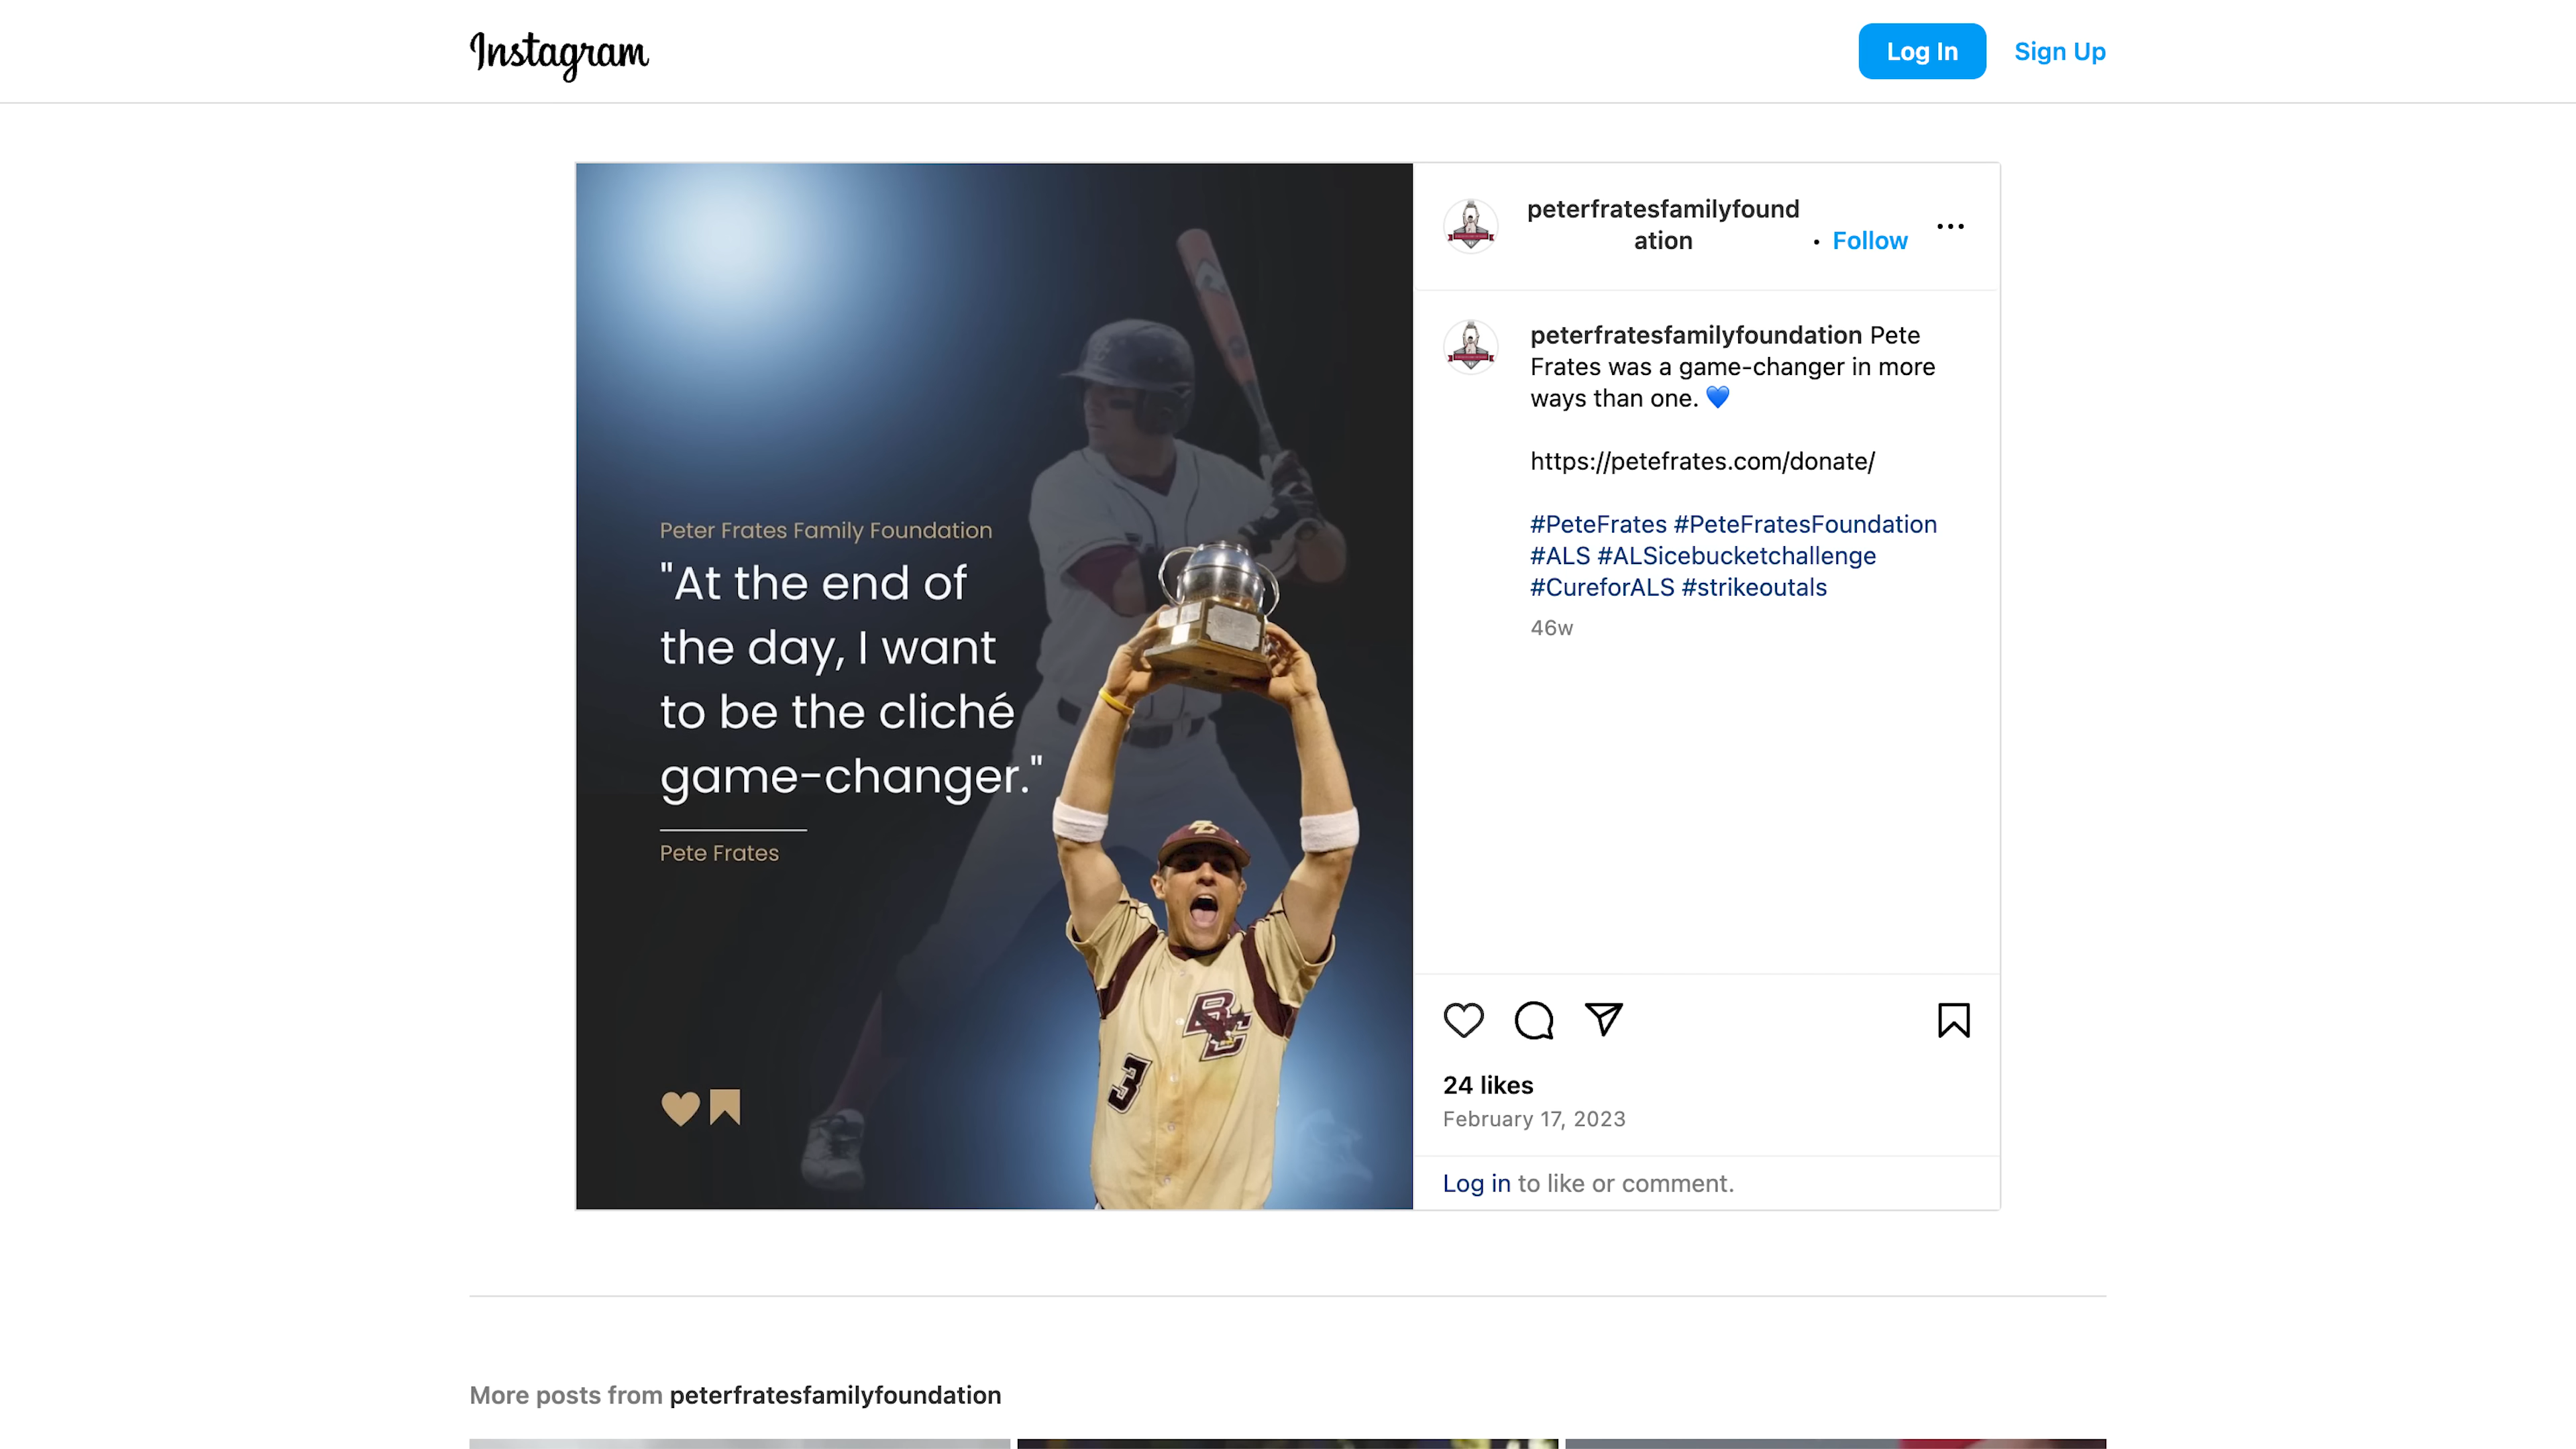 Instagram
Log In
Sign Up
Peter Frates Family Foundation
"At the end of
the day, I want
to be the cliché
game-changer."
Pete Frates
BC
BC
3
peterfratesfamilyfound
ation
• Follow
peterfratesfamilyfoundation Pete
Frates was a game-changer in more
ways than one. 💙
https://petefrates.com/donate/
#PeteFrates #PeteFratesFoundation
#ALS #ALSicebucketchallenge
#CureforALS #strikeoutals
46w
24 likes
February 17, 2023
Log in to like or comment.
More posts from peterfratesfamilyfoundation